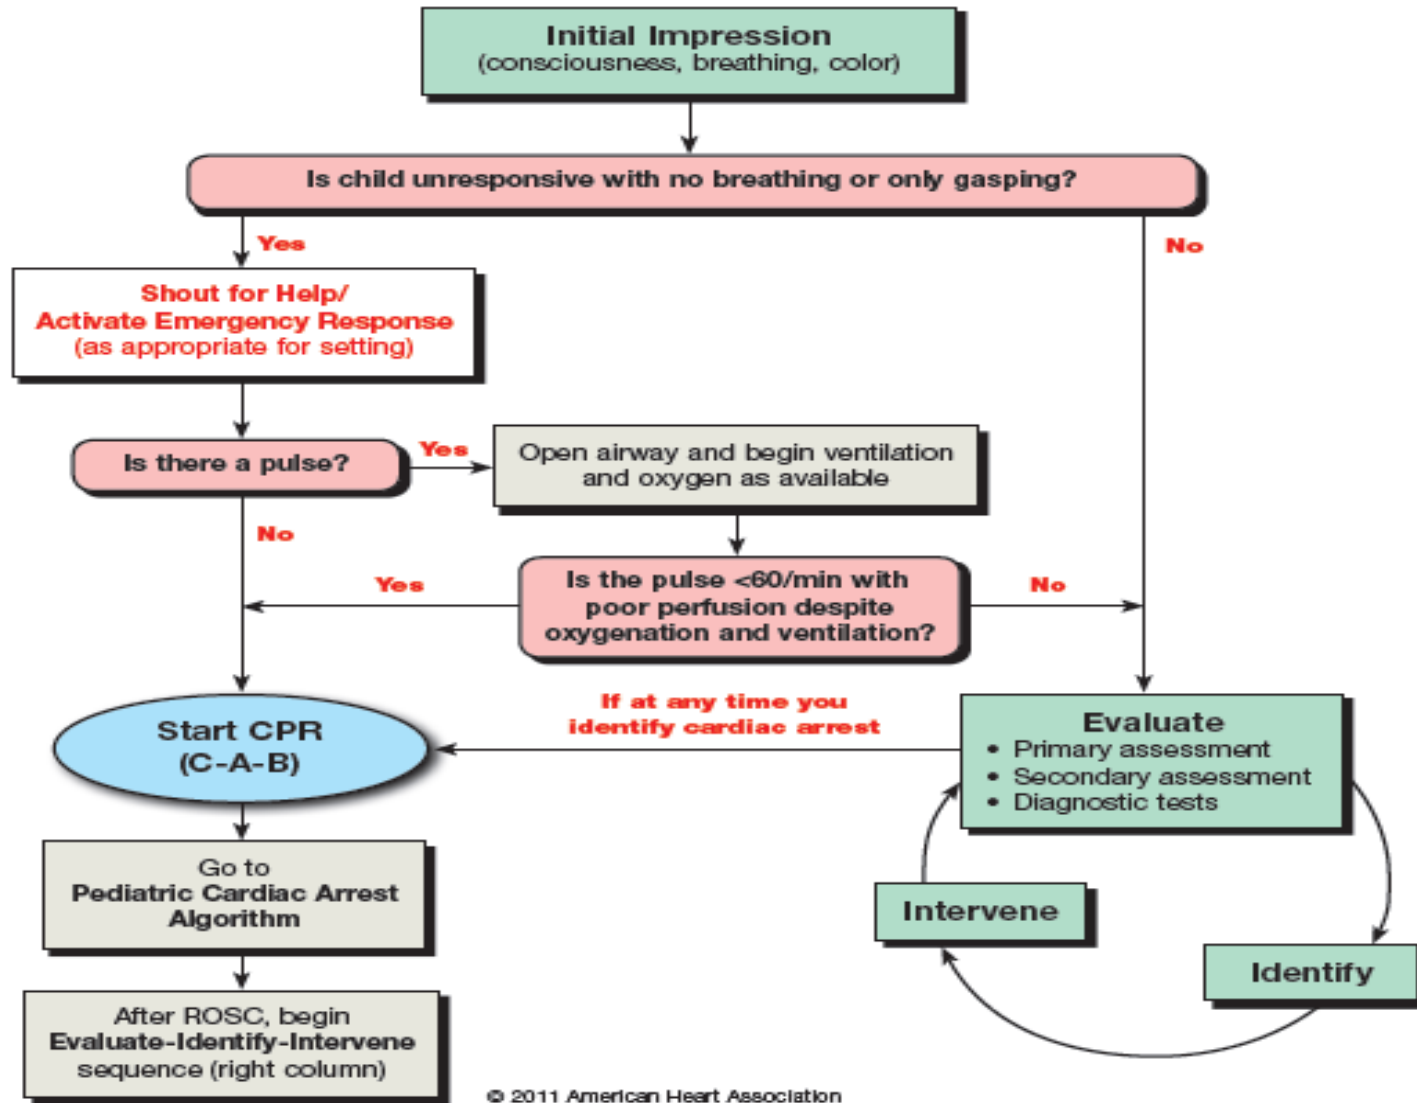 Initial Impression
(consciousness, breathing, color)
Is child unresponsive with no breathing or only gasping?
Yes
No
Shout for Help/
Activate Emergency Response
(as appropriate for setting)
Is there a pulse?
Yes
Open airway and begin ventilation
and oxygen as available
No
Yes
Is the pulse <60/min with
poor perfusion despite
oxygenation and ventilation?
No
If at any time you
identify cardiac arrest
Start CPR
(C-A-B)
Evaluate
• Primary assessment
• Secondary assessment
• Diagnostic tests
Go to
Pediatric Cardiac Arrest
Algorithm
Intervene
Identify
After ROSC, begin
Evaluate-Identify-Intervene
sequence (right column)
© 2011 American Heart Association